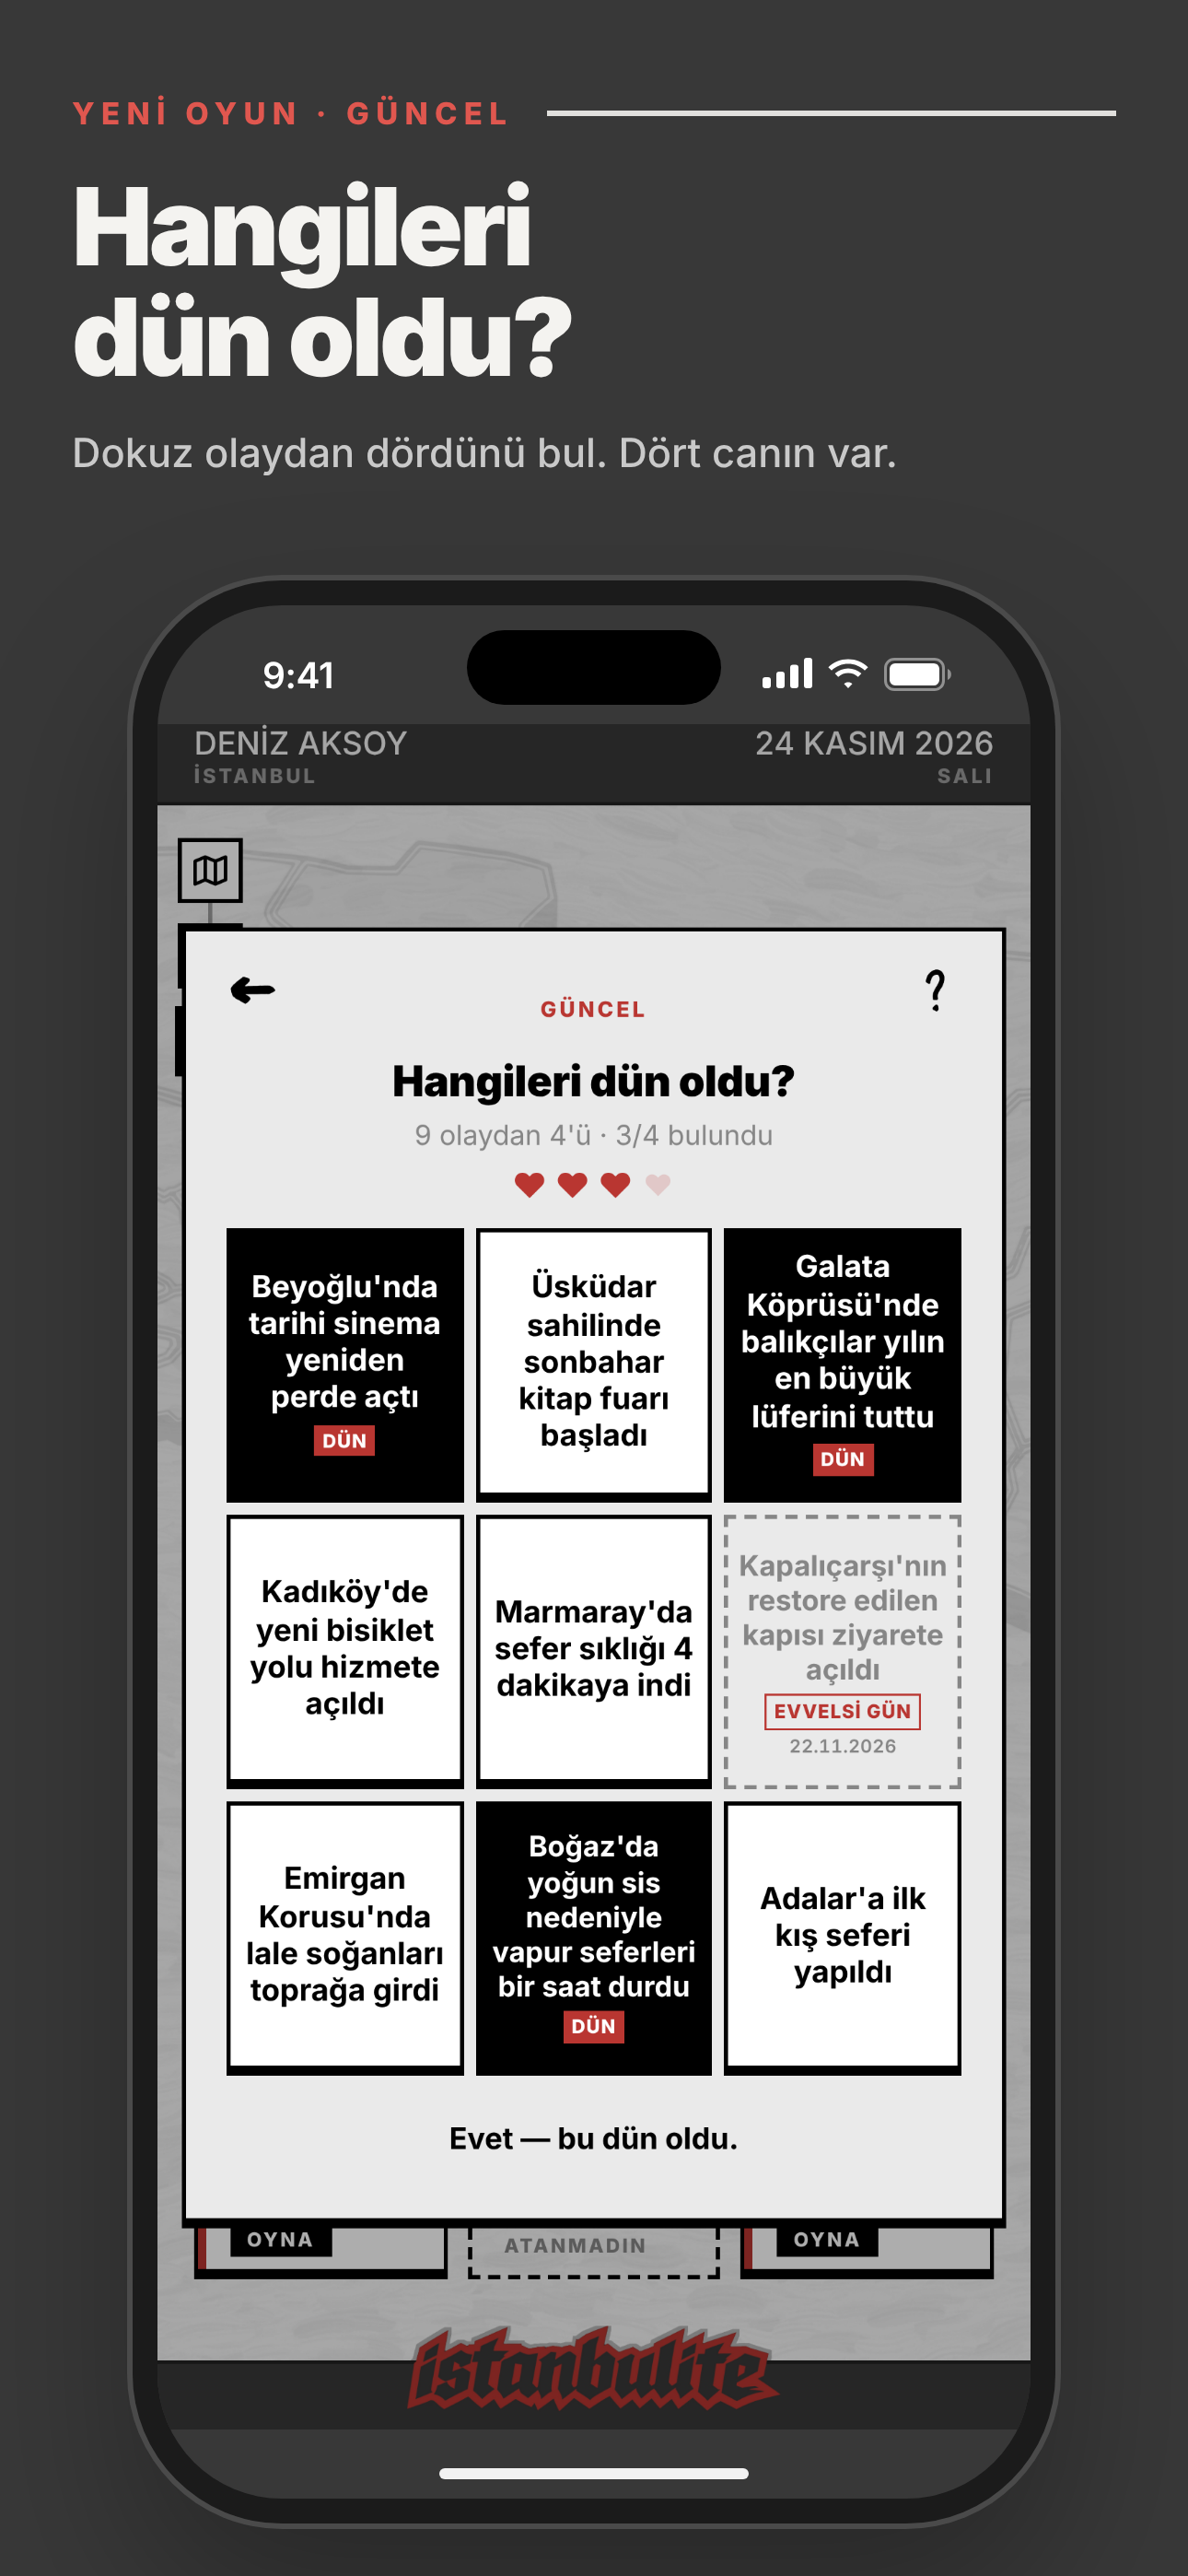 YENİ OYUN · GÜNCEL
Hangileri
dün oldu?
Dokuz olaydan dördünü bul. Dört canın var.
9:41
DENİZ AKSOY
24 KASIM 2026
İSTANBUL
SALI
GÜNCEL
?
Hangileri dün oldu?
9 olaydan 4'ü · 3/4 bulundu
Beyoğlu'nda
tarihi sinema
yeniden
perde açtı
DÜN
Üsküdar
sahilinde
sonbahar
kitap fuarı
başladı
Galata
Köprüsü'nde
balıkçılar yılın
en büyük
lüferini tuttu
DÜN
Kadıköy'de
yeni bisiklet
yolu hizmete
açıldı
Marmaray'da
sefer sıklığı 4
dakikaya indi
Kapalıçarşı'nın
restore edilen
kapısı ziyarete
açıldı
EVVELSİ GÜN
22.11.2026
Emirgan
Korusu'nda
lale soğanları
toprağa girdi
Boğaz'da
yoğun sis
nedeniyle
vapur seferleri
bir saat durdu
DÜN
Adalar'a ilk
kış seferi
yapıldı
Evet — bu dün oldu.
OYNA
ATANMADIN
OYNA
istanbulite